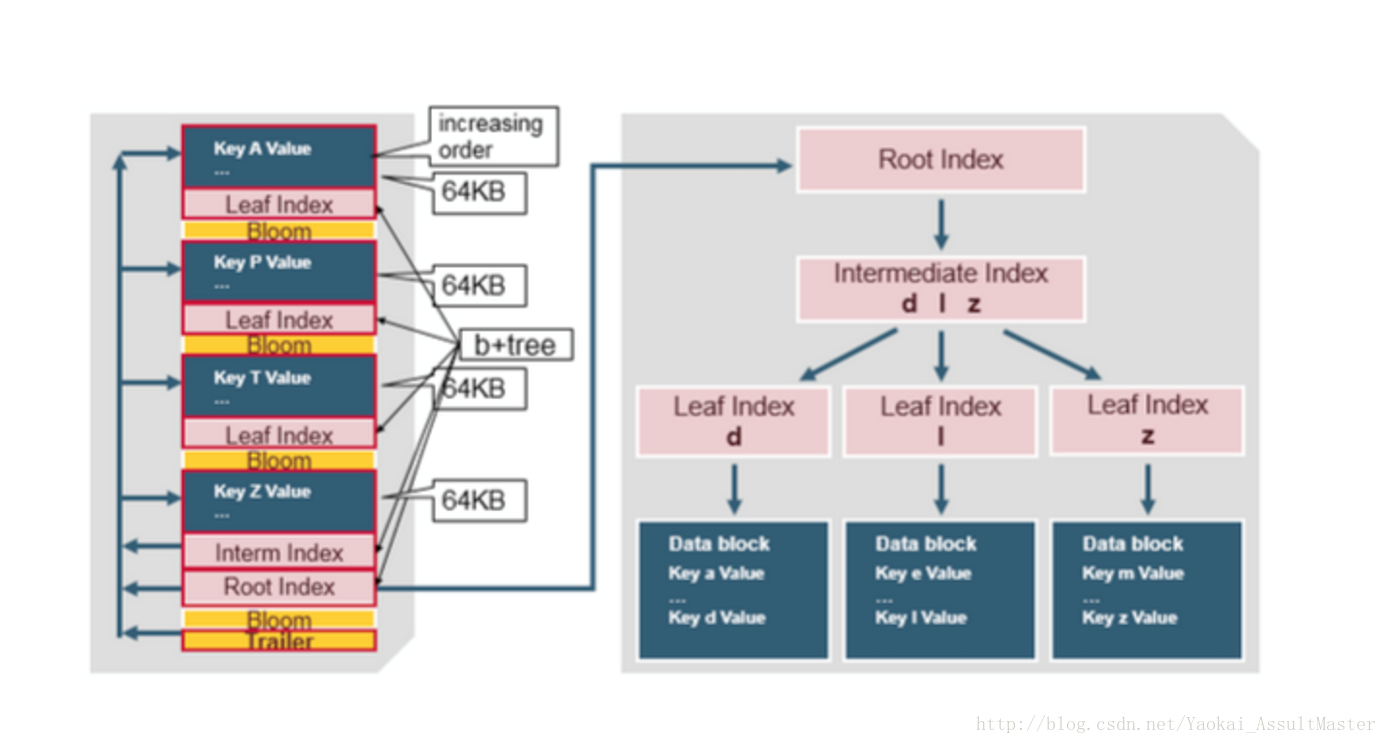 increasing
order
Key A Value
...
64KB
Leaf Index
Bloom
Key P Value
...
64KB
Leaf Index
Bloom
b+tree
Key T Value
...
64KB
Leaf Index
Bloom
Key Z Value
...
64KB
Interm Index
Root Index
Bloom
Trailer
Root Index
Intermediate Index
d l z
Leaf Index
d
Leaf Index
l
Leaf Index
z
Data block
Key a Value
...
Key d Value
Data block
Key e Value
...
Key l Value
Data block
Key m Value
...
Key z Value
http://blog.csdn.net/Yaokai_AssultMaster